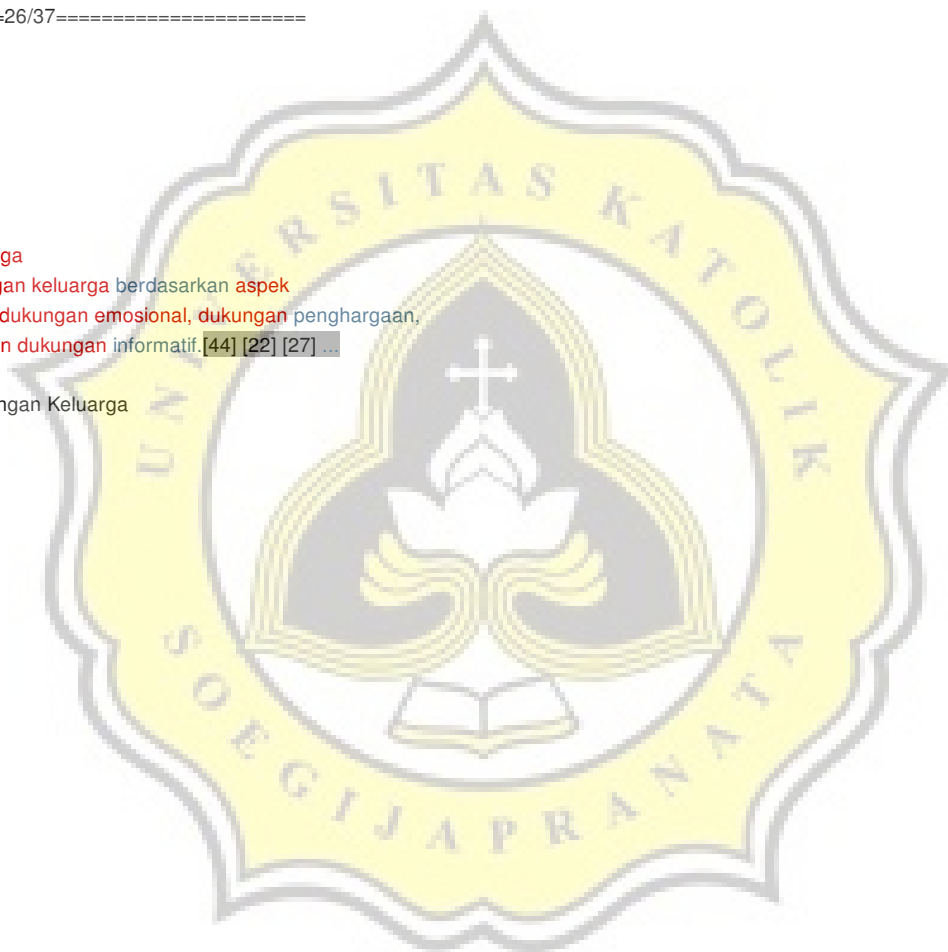 =26/37======================
ga
gan keluarga berdasarkan aspek
dukungan emosional, dukungan penghargaan,
n dukungan informatif.[44] [22] [27] ...
ngan Keluarga
UNIVERSITAS KATOLIK
SOEGIJAPRANATA